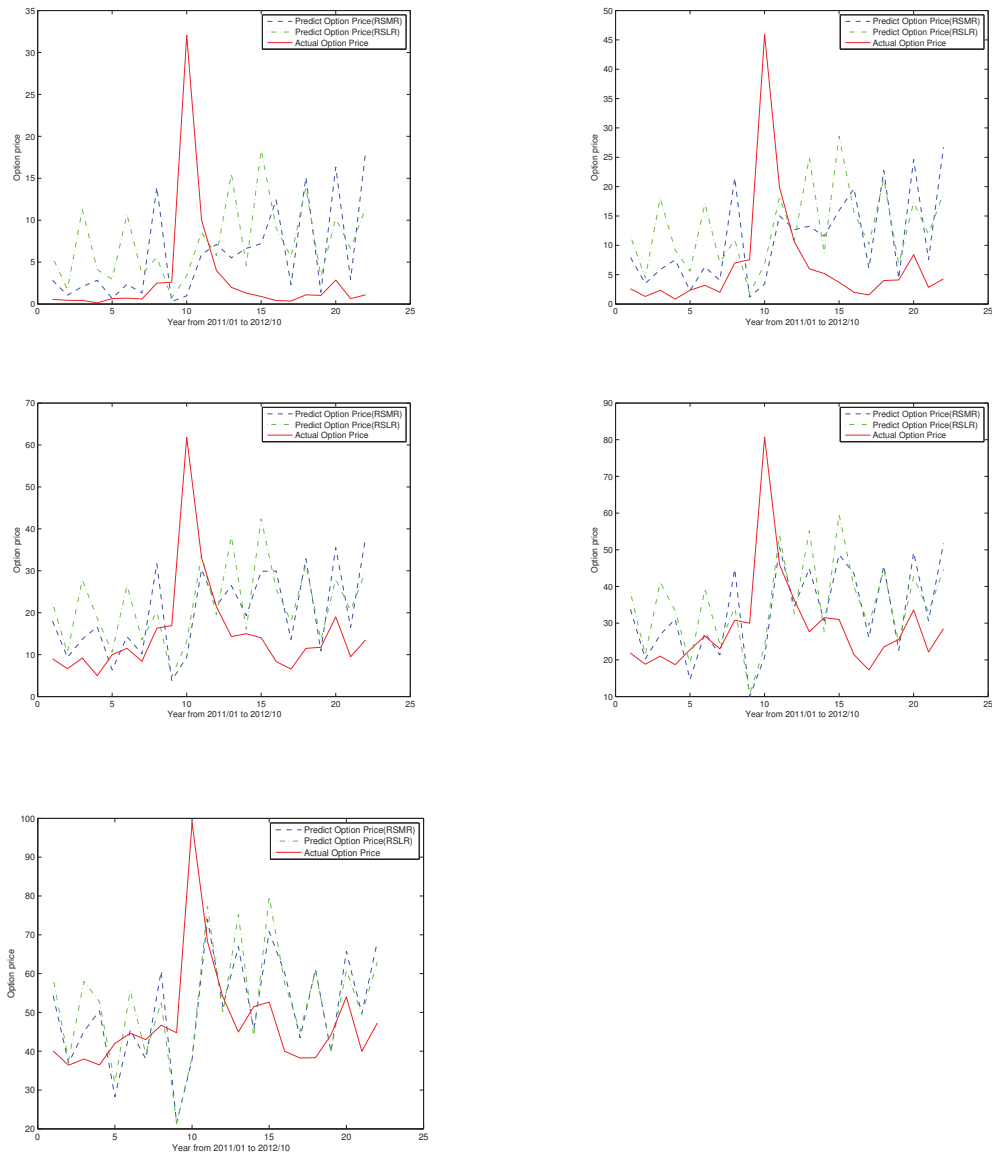 35
30
25
20
15
10
5
0
Option price
Predict Option Price(RSMR)
Predict Option Price(RSLR)
Actual Option Price
0 5 10 15 20 25
Year from 2011/01 to 2012/10
50
45
40
35
30
25
20
15
10
5
0
Option price
Predict Option Price(RSMR)
Predict Option Price(RSLR)
Actual Option Price
0 5 10 15 20 25
Year from 2011/01 to 2012/10
70
60
50
40
30
20
10
0
Option price
Predict Option Price(RSMR)
Predict Option Price(RSLR)
Actual Option Price
0 5 10 15 20 25
Year from 2011/01 to 2012/10
90
80
70
60
50
40
30
20
10
Option price
Predict Option Price(RSMR)
Predict Option Price(RSLR)
Actual Option Price
0 5 10 15 20 25
Year from 2011/01 to 2012/10
100
90
80
70
60
50
40
30
20
Option price
Predict Option Price(RSMR)
Predict Option Price(RSLR)
Actual Option Price
0 5 10 15 20 25
Year from 2011/01 to 2012/10